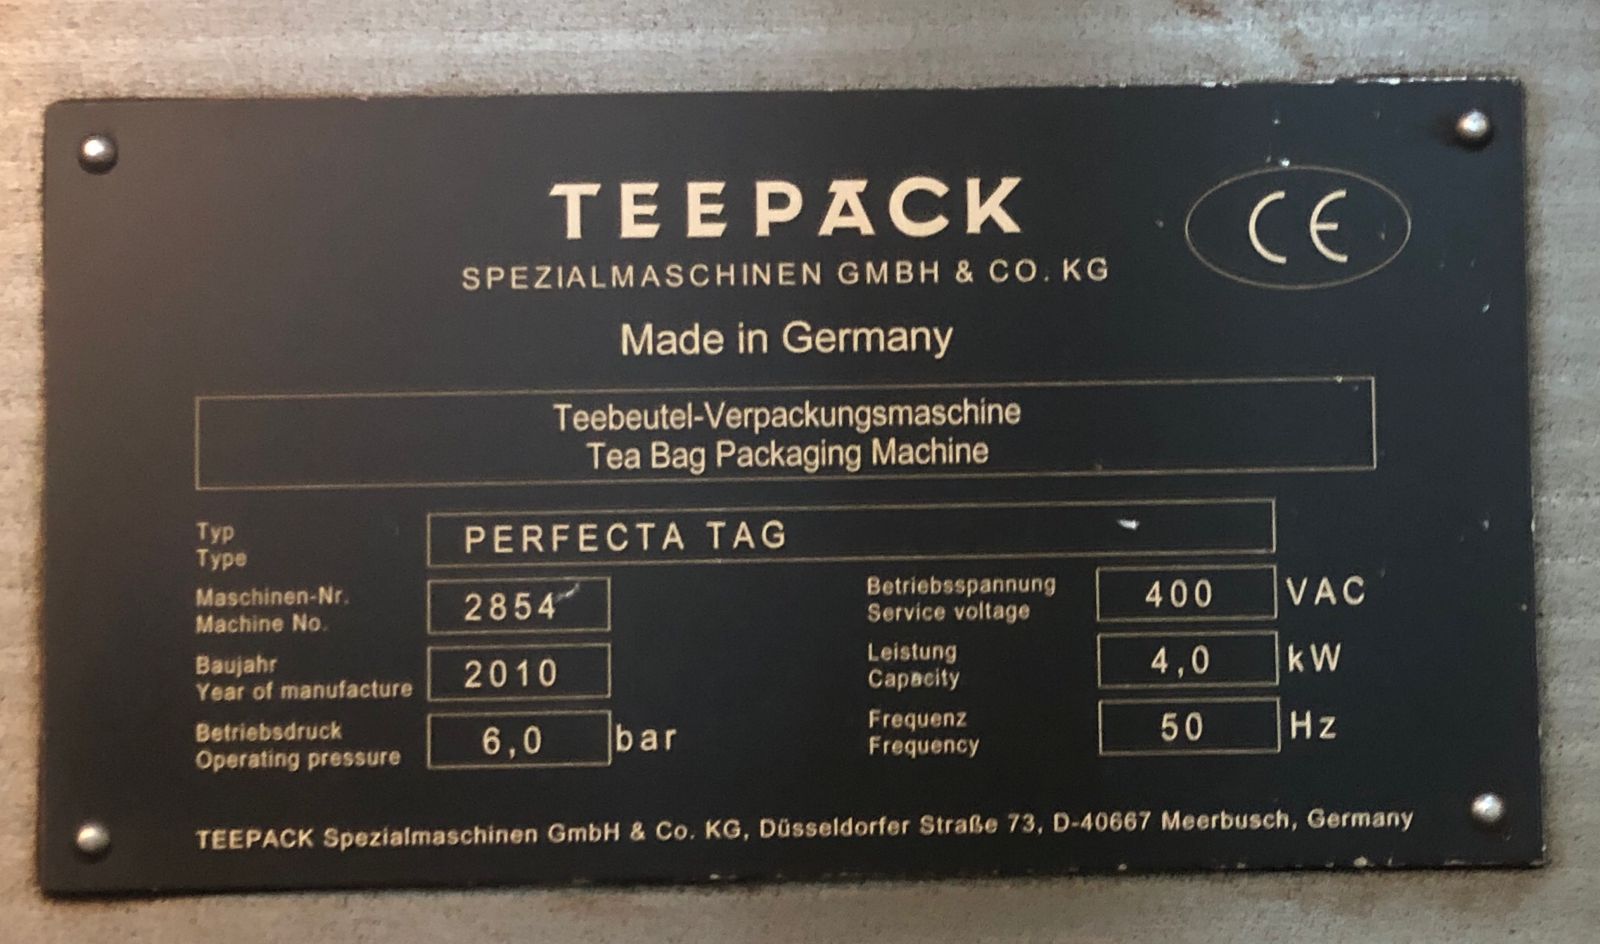 TEEPACK
CE
SPEZIALMASCHINEN GMBH & CO. KG
Made in Germany
Teebeutel-Verpackungsmaschine
Tea Bag Packaging Machine
Typ
Type
PERFECTA TAG
Maschinen-Nr.
Machine No.
2854
Betriebsspannung
Service voltage
400 VAC
Baujahr
Year of manufacture
2010
Leistung
Capacity
4,0 kW
Betriebsdruck
Operating pressure
6,0 bar
Frequenz
Frequency
50 Hz
TEEPACK Spezialmaschinen GmbH & Co. KG, Düsseldorfer Straße 73, D-40667 Meerbusch, Germany